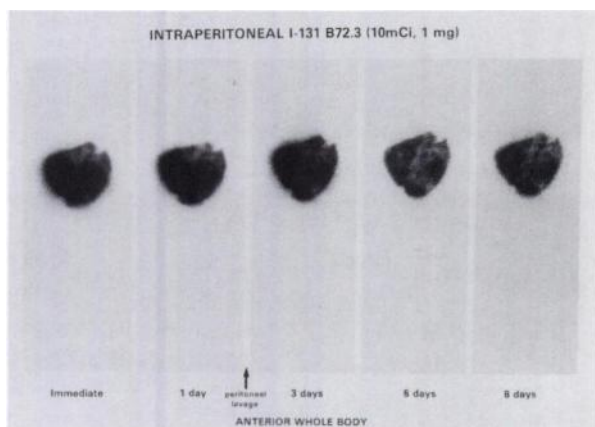 INTRAPERITONEAL I-131 B72.3 (10mCi, 1 mg)
Immediate 1 day peritoneal lavage 3 days 6 days 8 days
ANTERIOR WHOLE BODY